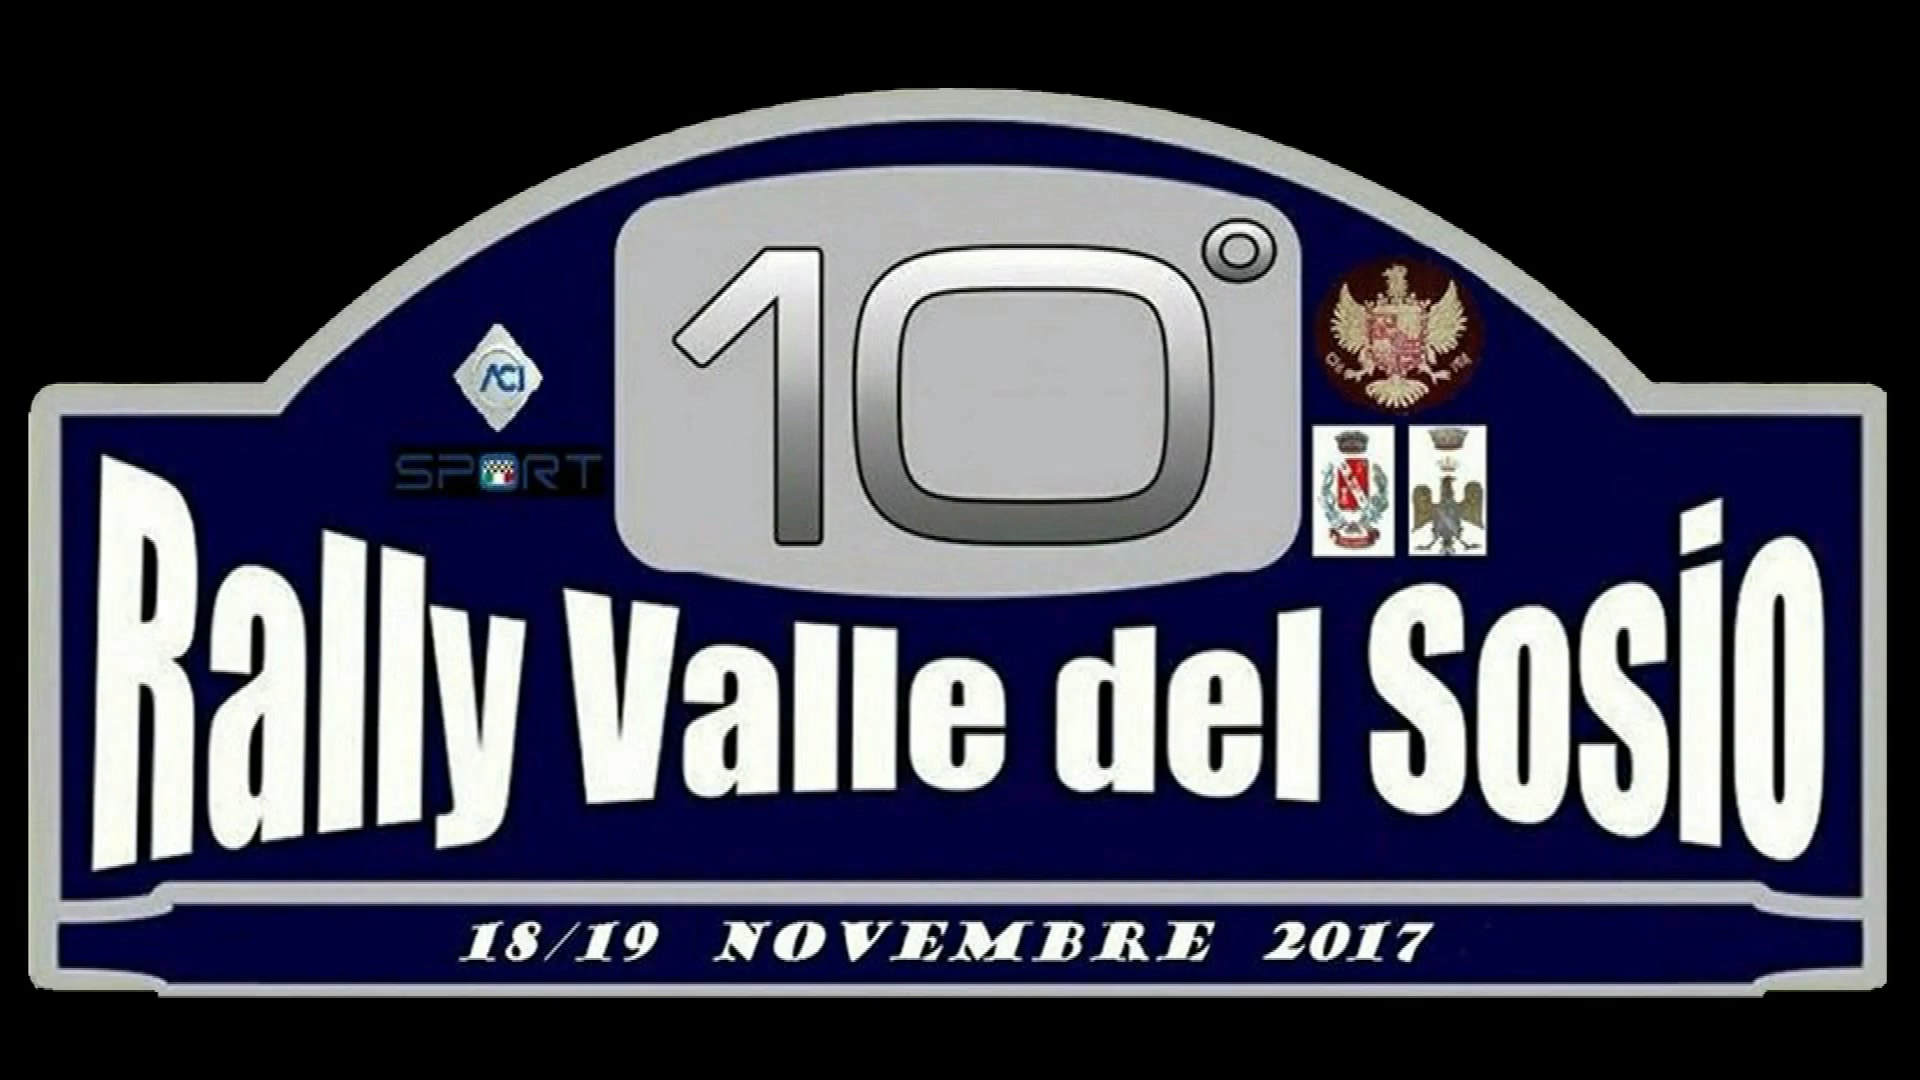 10°
ACI
SPORT
Rally Valle del Sosio
18/19 NOVEMBRE 2017